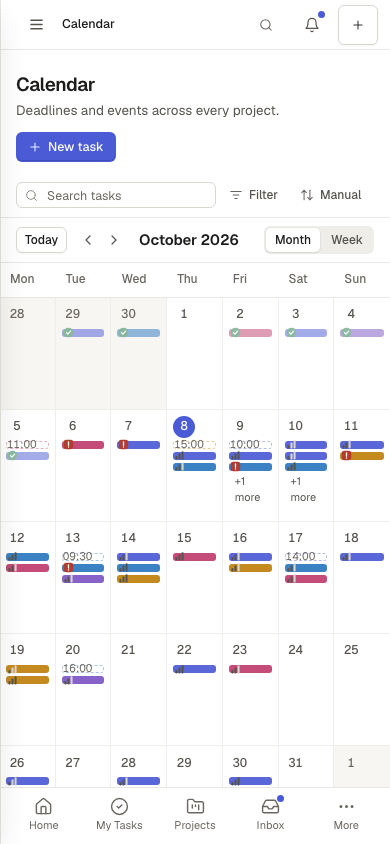 Calendar
Calendar
Deadlines and events across every project.
New task
Search tasks
Filter
Manual
Today
October 2026
Month
Week
Mon Tue Wed Thu Fri Sat Sun
28 29 30 1 2 3 4
5 6 7 8 9 10 11
11:00 15:00 10:00
+1 more
+1 more
12 13 14 15 16 17 18
09:30 14:00
19 20 21 22 23 24 25
16:00
26 27 28 29 30 31 1
Home
My Tasks
Projects
Inbox
More